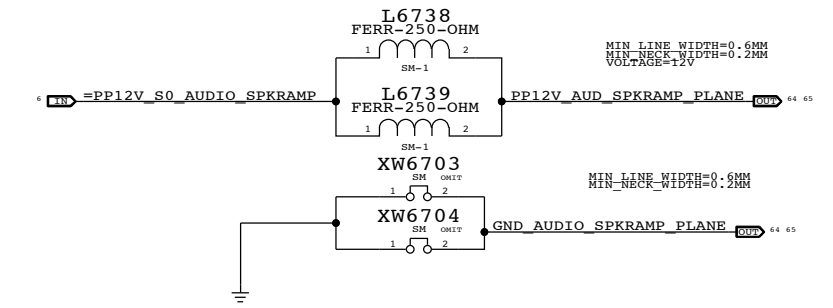 L6738
FERR-250-OHM
1 2
SM-1
MIN_LINE_WIDTH=0.6MM
MIN_NECK_WIDTH=0.2MM
VOLTAGE=12V
6 IN =PP12V_S0_AUDIO_SPKRAMP
PP12V_AUD_SPKRAMP_PLANE OUT 64 65
L6739
FERR-250-OHM
1 2
SM-1
XW6703
SM OMIT
1 2
MIN_LINE_WIDTH=0.6MM
MIN_NECK_WIDTH=0.2MM
XW6704
SM OMIT
1 2
GND_AUDIO_SPKRAMP_PLANE OUT 64 65